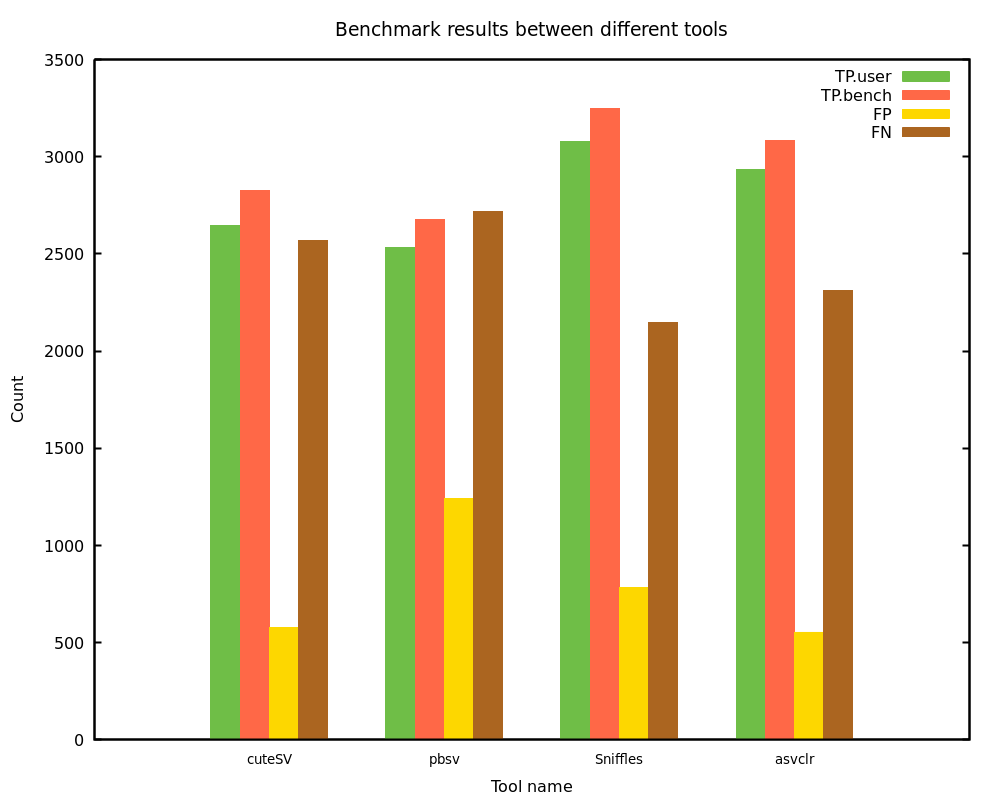 Benchmark results between different tools
3500
3000
2500
2000
1500
1000
500
0
Count
TP.user
TP.bench
FP
FN
cuteSV
pbsv
Sniffles
asvclr
Tool name